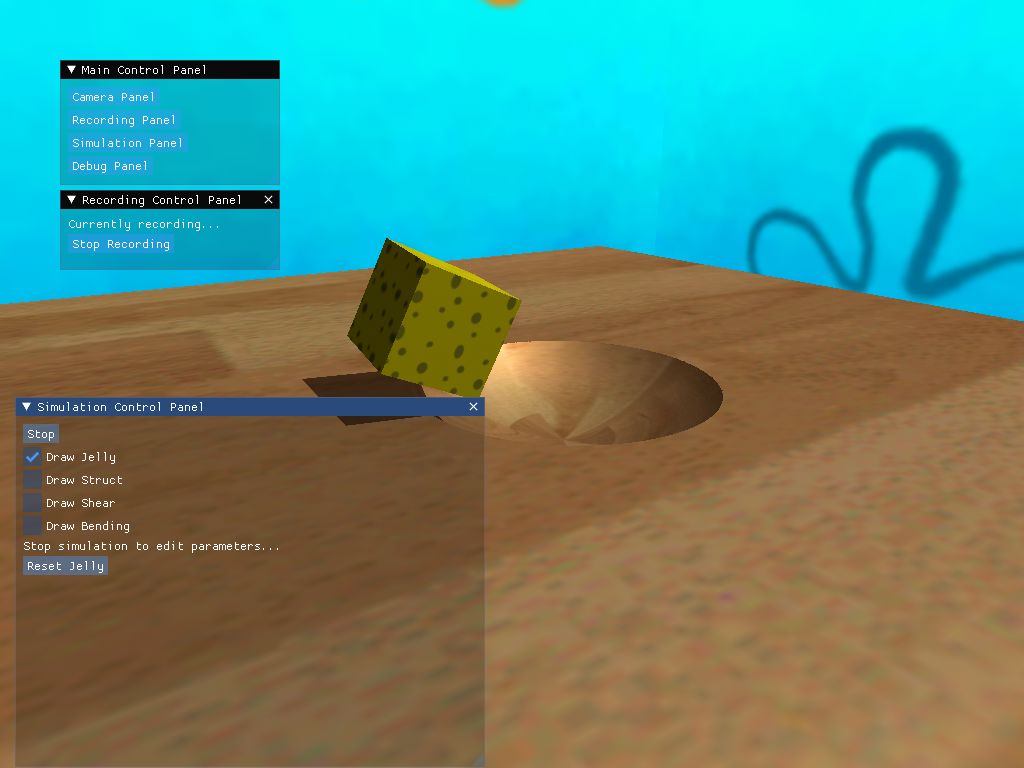 Main Control Panel
Camera Panel
Recording Panel
Simulation Panel
Debug Panel
Recording Control Panel
Currently recording...
Stop Recording
Simulation Control Panel
Stop
Draw Jelly
Draw Struct
Draw Shear
Draw Bending
Stop simulation to edit parameters...
Reset Jelly